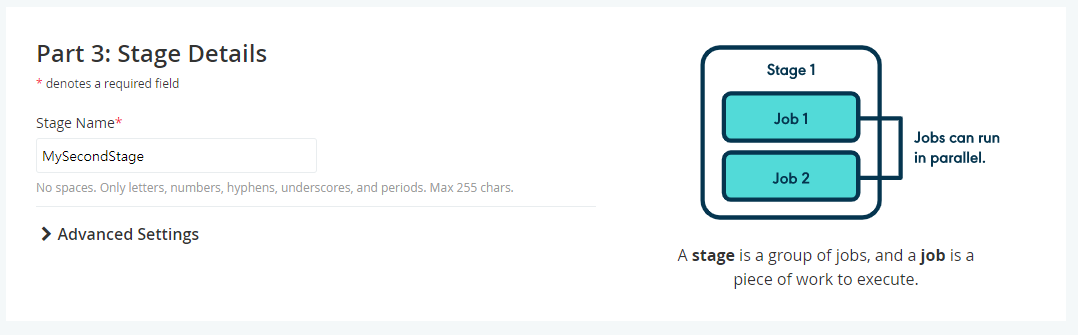 Part 3: Stage Details
* denotes a required field
Stage Name*
MySecondStage
No spaces. Only letters, numbers, hyphens, underscores, and periods. Max 255 chars.
Advanced Settings
Stage 1
Job 1
Job 2
Jobs can run
in parallel.
A stage is a group of jobs, and a job is a
piece of work to execute.